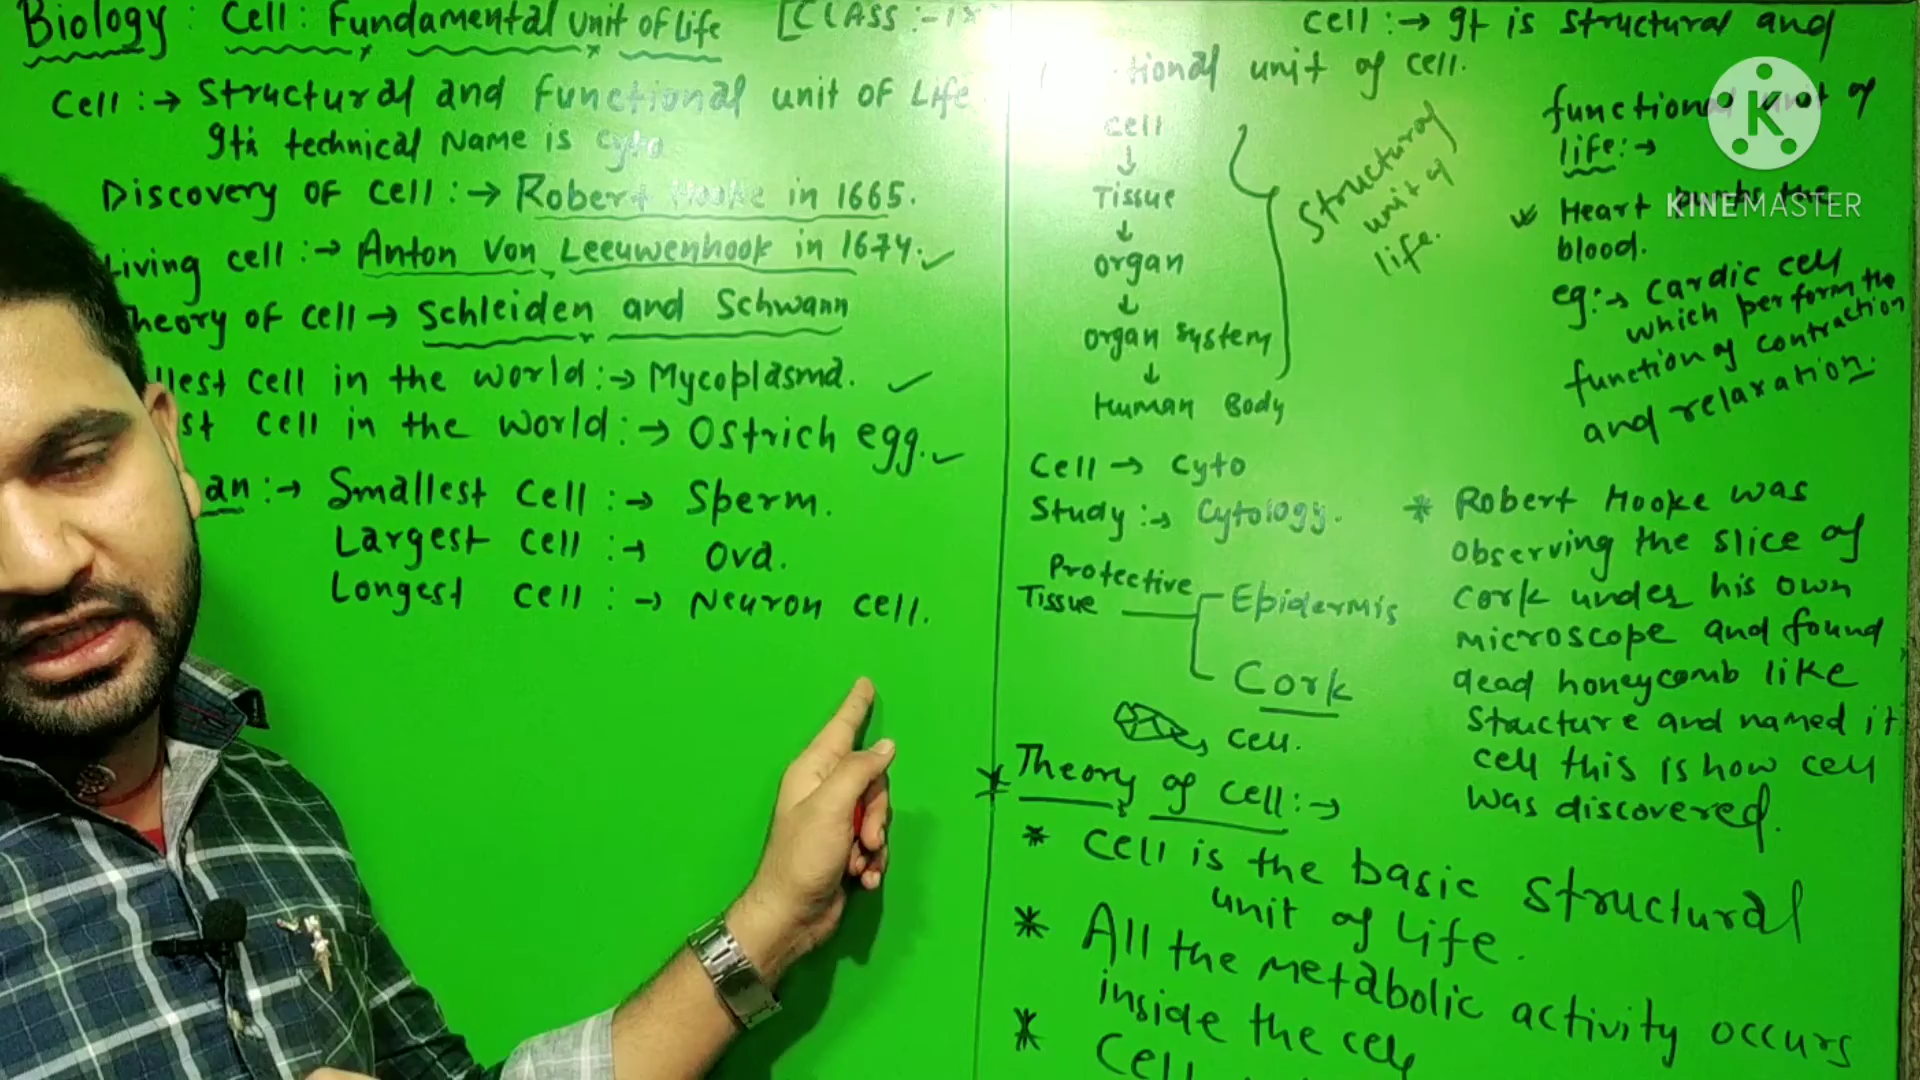 Biology : Cell : Fundamental unit of Life [CLASS :- IX
Cell :→ Structural and Functional unit of Life
Its technical Name is cyto
Discovery of cell :→ Robert Hooke in 1665.
Living cell :→ Anton Von Leeuwenhook in 1674.
Theory of cell → Schleiden and Schwann
llest cell in the world :→ Mycoplasma.
st cell in the world :→ Ostrich egg.
an :→ Smallest cell :→ Sperm.
Largest cell :→ Ova.
Longest cell :→ Neuron cell.
Cell :→ It is structural and
tional unit of cell.
cell
↓
Tissue
↓
organ
↓
organ system
↓
Human Body
Structural
unit of
life.
functional unit of
life :→
* Heart the
blood.
eg :→ Cardic cell
which perform the
function of contraction
and relaxation.
KINEMASTER
Cell → Cyto
Study :→ Cytology.
Protective
Tissue
Epidermis
Cork
cell.
* Robert Hooke was
observing the slice of
cork under his own
microscope and found
dead honeycomb like
structure and named it
cell this is how cell
was discovered.
* Theory of cell :→
* Cell is the basic structural
unit of life.
* All the metabolic activity occurs
inside the cell
* Cell